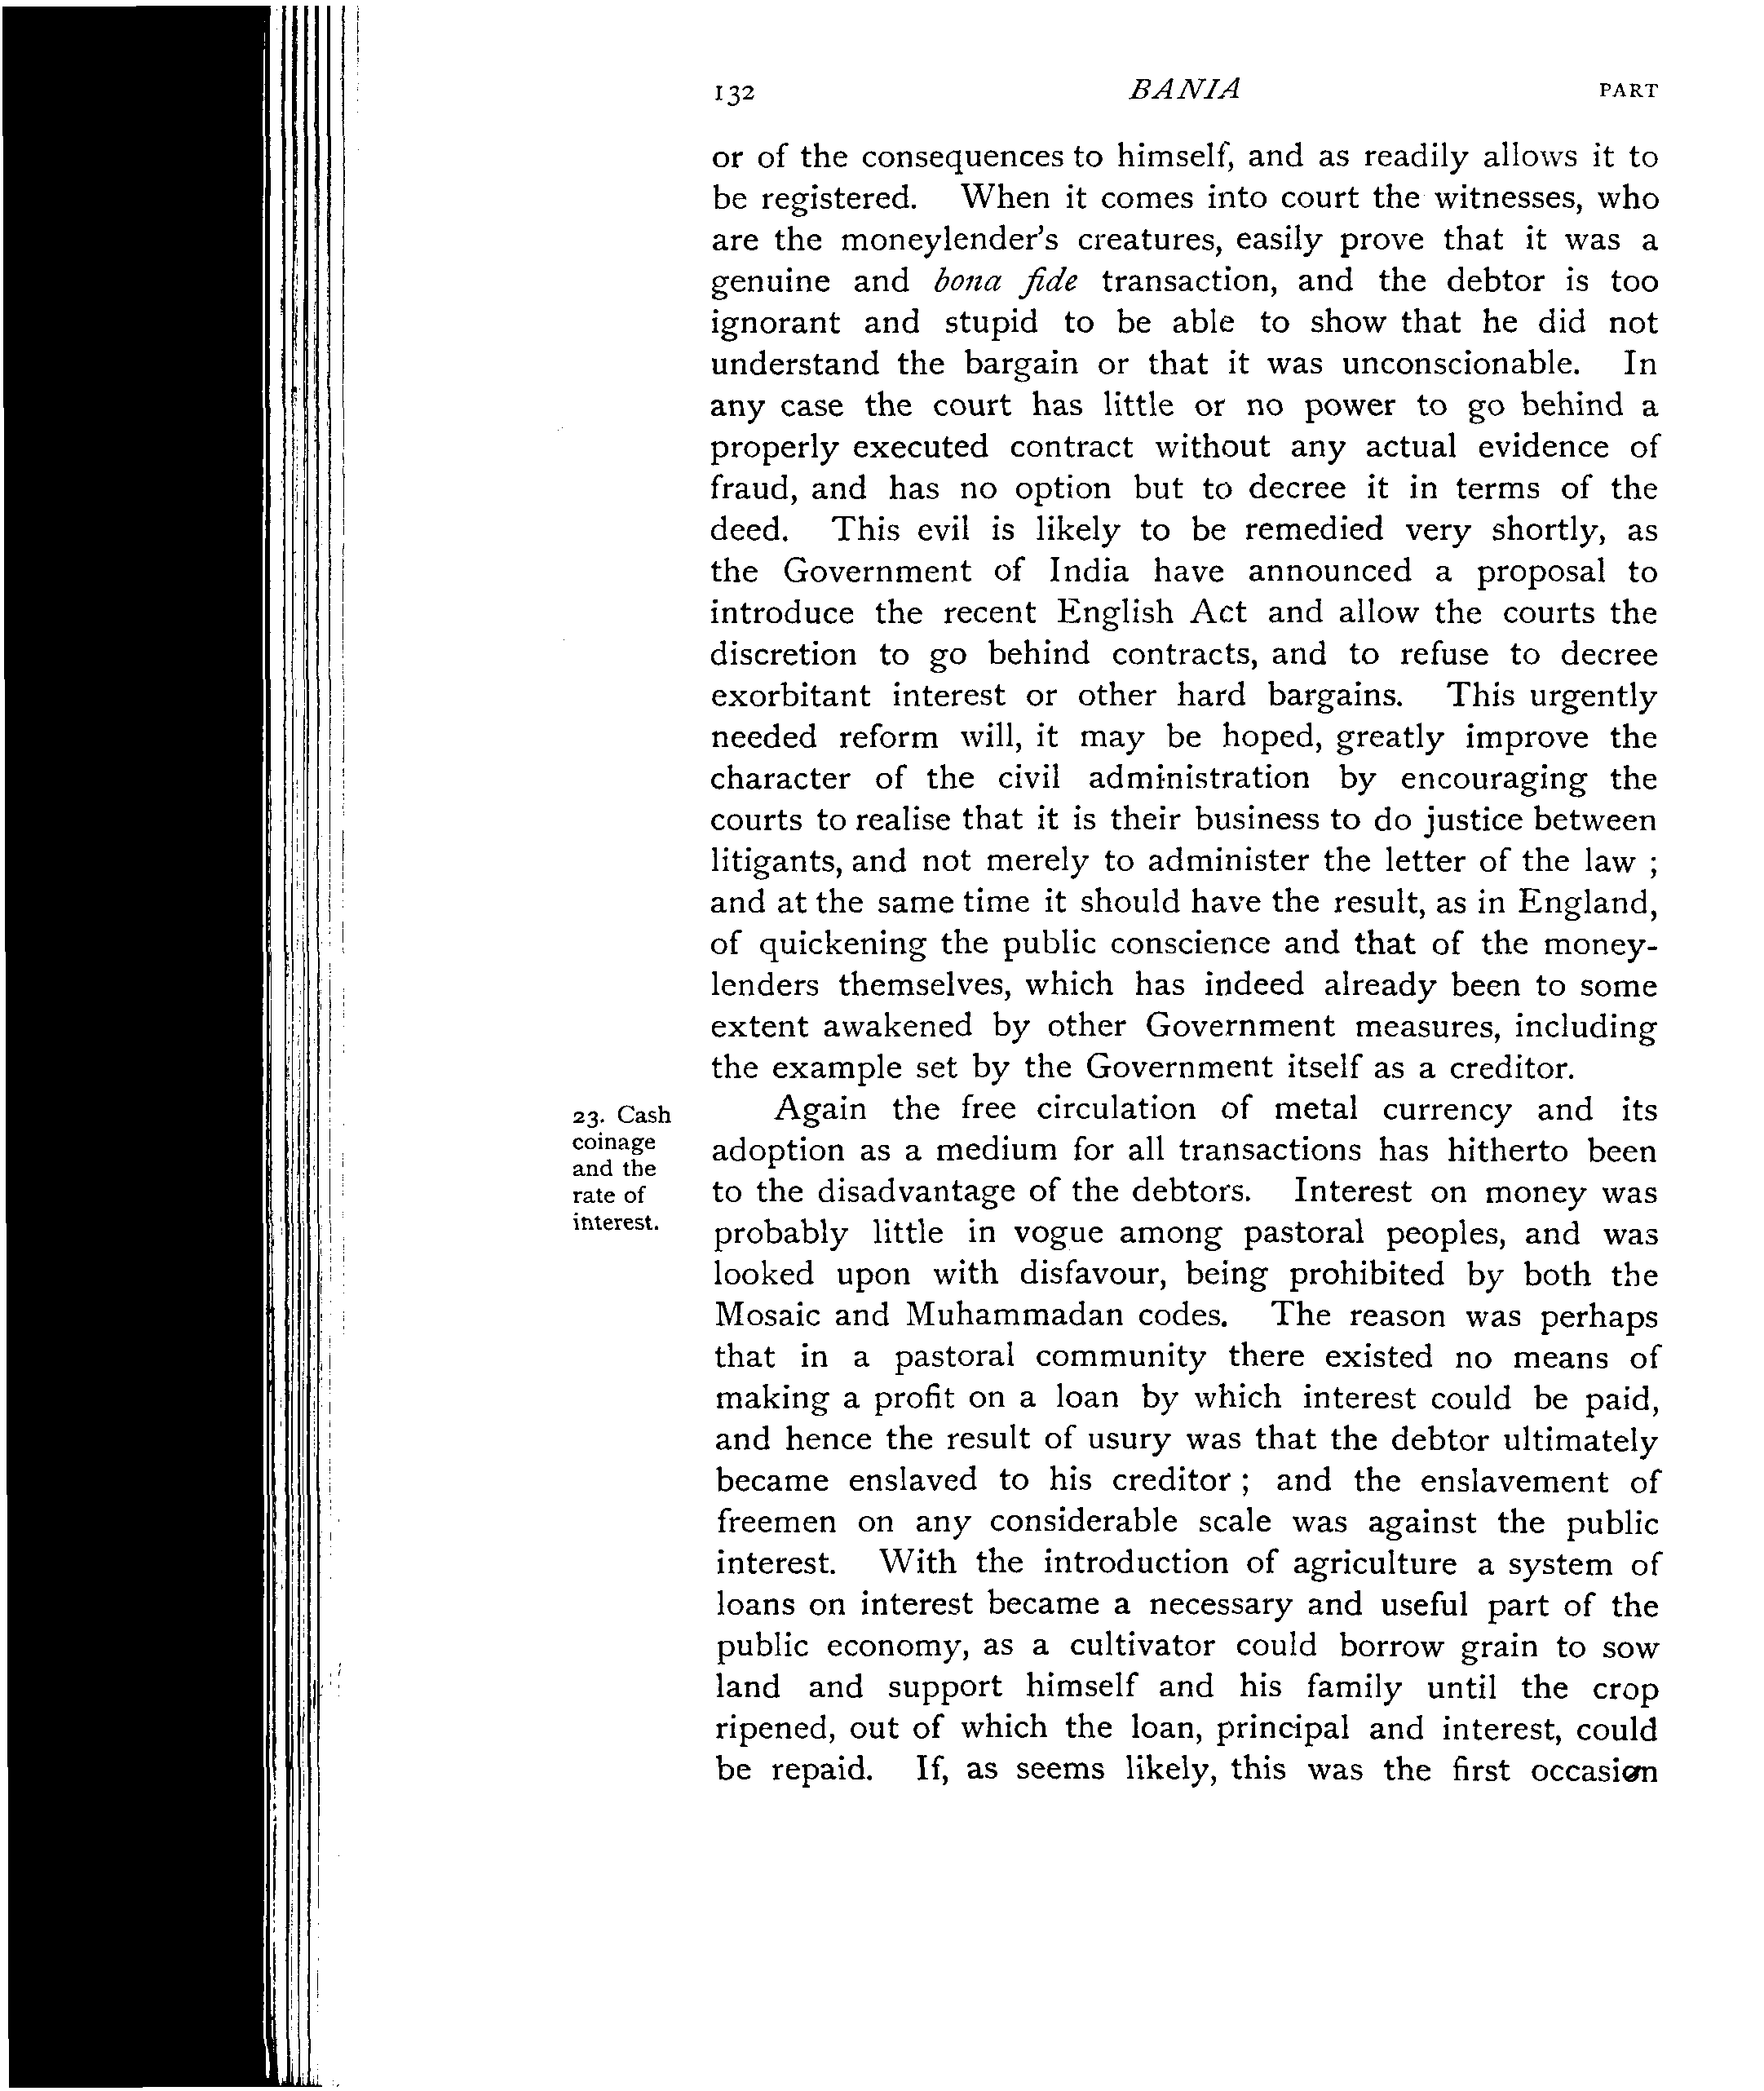 132 BANIA PART
or of the consequences to himself, and as readily allows it to
be registered. When it comes into court the witnesses, who
are the moneylender's creatures, easily prove that it was a
genuine and bona fide transaction, and the debtor is too
ignorant and stupid to be able to show that he did not
understand the bargain or that it was unconscionable. In
any case the court has little or no power to go behind a
properly executed contract without any actual evidence of
fraud, and has no option but to decree it in terms of the
deed. This evil is likely to be remedied very shortly, as
the Government of India have announced a proposal to
introduce the recent English Act and allow the courts the
discretion to go behind contracts, and to refuse to decree
exorbitant interest or other hard bargains. This urgently
needed reform will, it may be hoped, greatly improve the
character of the civil administration by encouraging the
courts to realise that it is their business to do justice between
litigants, and not merely to administer the letter of the law ;
and at the same time it should have the result, as in England,
of quickening the public conscience and that of the money-
lenders themselves, which has indeed already been to some
extent awakened by other Government measures, including
the example set by the Government itself as a creditor.
23. Cash
coinage
and the
rate of
interest.
Again the free circulation of metal currency and its
adoption as a medium for all transactions has hitherto been
to the disadvantage of the debtors. Interest on money was
probably little in vogue among pastoral peoples, and was
looked upon with disfavour, being prohibited by both the
Mosaic and Muhammadan codes. The reason was perhaps
that in a pastoral community there existed no means of
making a profit on a loan by which interest could be paid,
and hence the result of usury was that the debtor ultimately
became enslaved to his creditor ; and the enslavement of
freemen on any considerable scale was against the public
interest. With the introduction of agriculture a system of
loans on interest became a necessary and useful part of the
public economy, as a cultivator could borrow grain to sow
land and support himself and his family until the crop
ripened, out of which the loan, principal and interest, could
be repaid. If, as seems likely, this was the first occasion